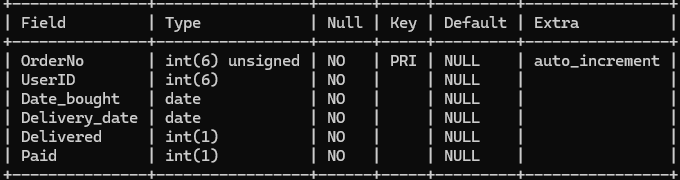 | Field | Type | Null | Key | Default | Extra |
| OrderNo | int(6) unsigned | NO | PRI | NULL | auto_increment |
| UserID | int(6) | NO | | NULL | |
| Date_bought | date | NO | | NULL | |
| Delivery_date | date | NO | | NULL | |
| Delivered | int(1) | NO | | NULL | |
| Paid | int(1) | NO | | NULL | |